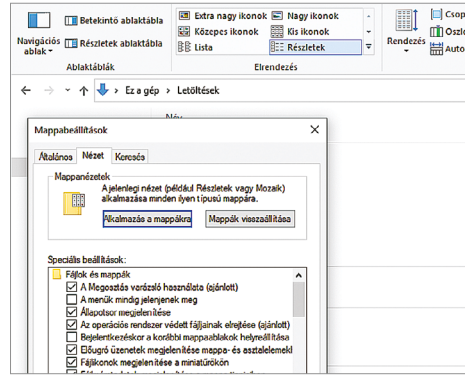 Betekintő ablaktábla
Extra nagy ikonok
Nagy ikonok
Csop
Navigációs
ablak
Részletek ablaktábla
Közepes ikonok
Kis ikonok
Oszlo
Lista
Részletek
Rendezés
Auto
Ablaktáblák
Elrendezés
Ez a gép > Letöltések
Név
Mappabeállítások
Általános Nézet Keresés
Mappanézetek
A jelenlegi nézet (például Részletek vagy Mozaik)
alkalmazása minden ilyen típusú mappára.
Alkalmazás a mappákra Mappák visszaállítása
Speciális beállítások:
Fájlok és mappák
A Megosztás varázsló használata (ajánlott)
A menük mindig jelenjenek meg
Állapotsor megjelenítése
Az operációs rendszer védett fájljainak elrejtése (ajánlott)
Bejelentkezéskor a korábbi mappaablakok helyreállítása
Előugró üzenetek megjelenítése mappa- és asztalelemekl
Fájlikonok megjelenítése a miniatűrökön